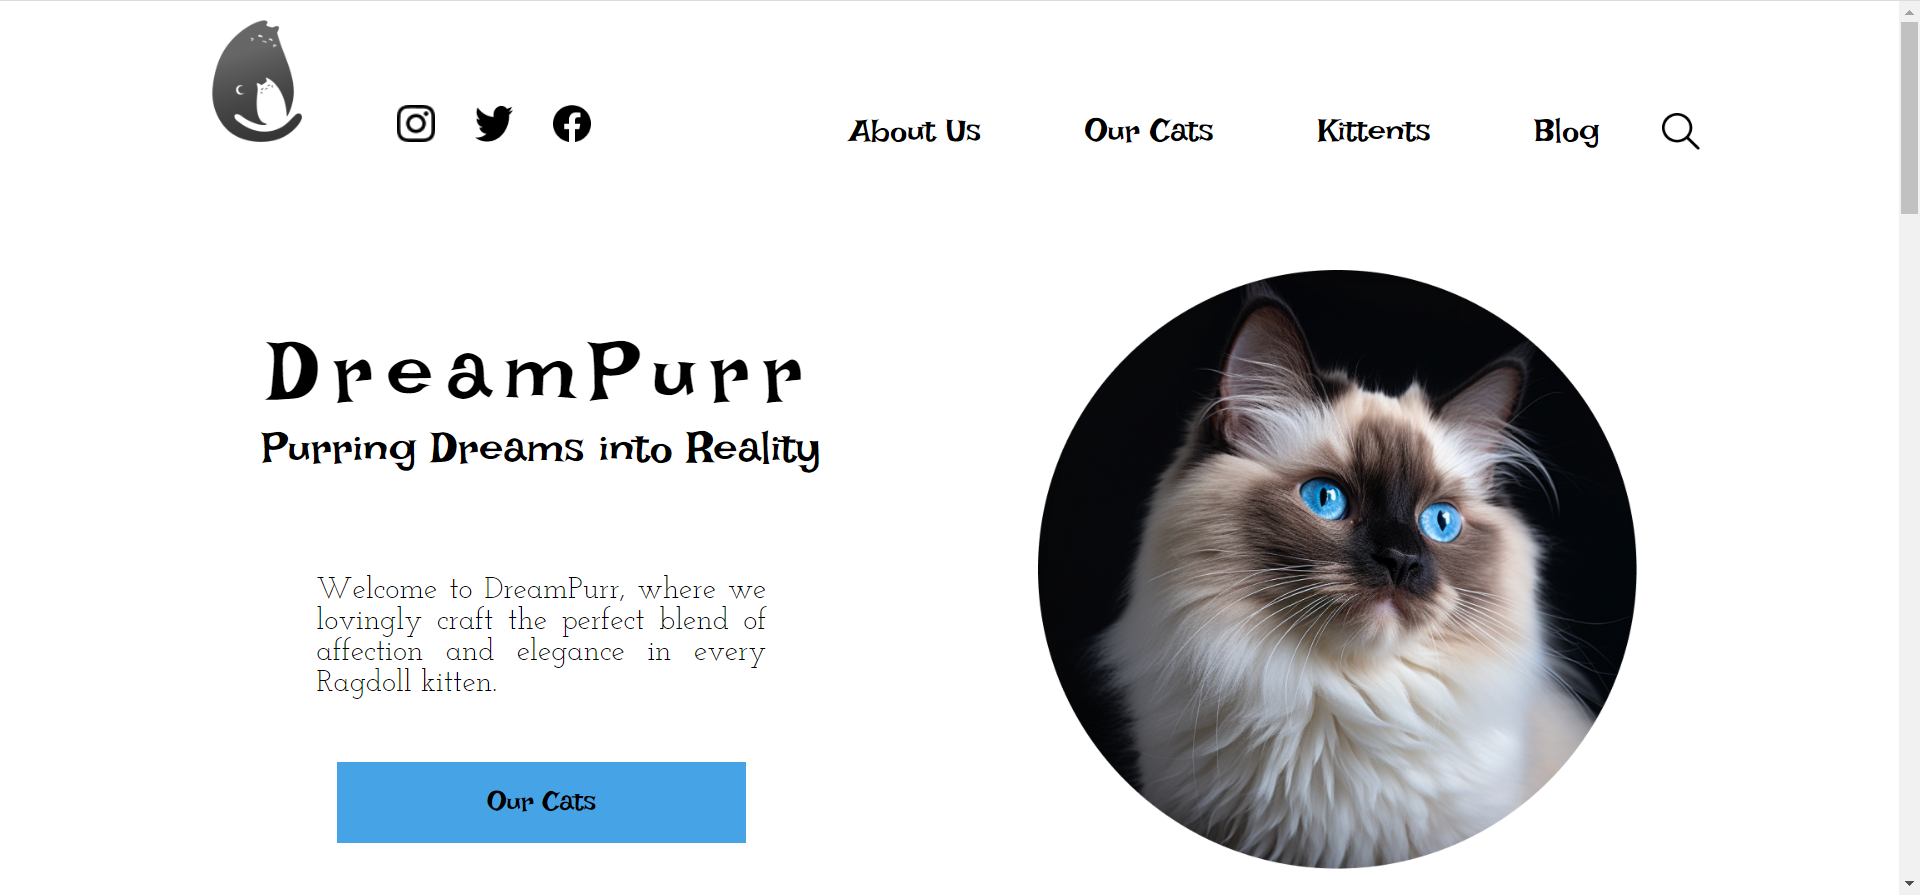 About Us
Our Cats
Kittents
Blog
DreamPurr
Purring Dreams into Reality
Welcome to DreamPurr, where we
lovingly craft the perfect blend of
affection and elegance in every
Ragdoll kitten.
Our Cats